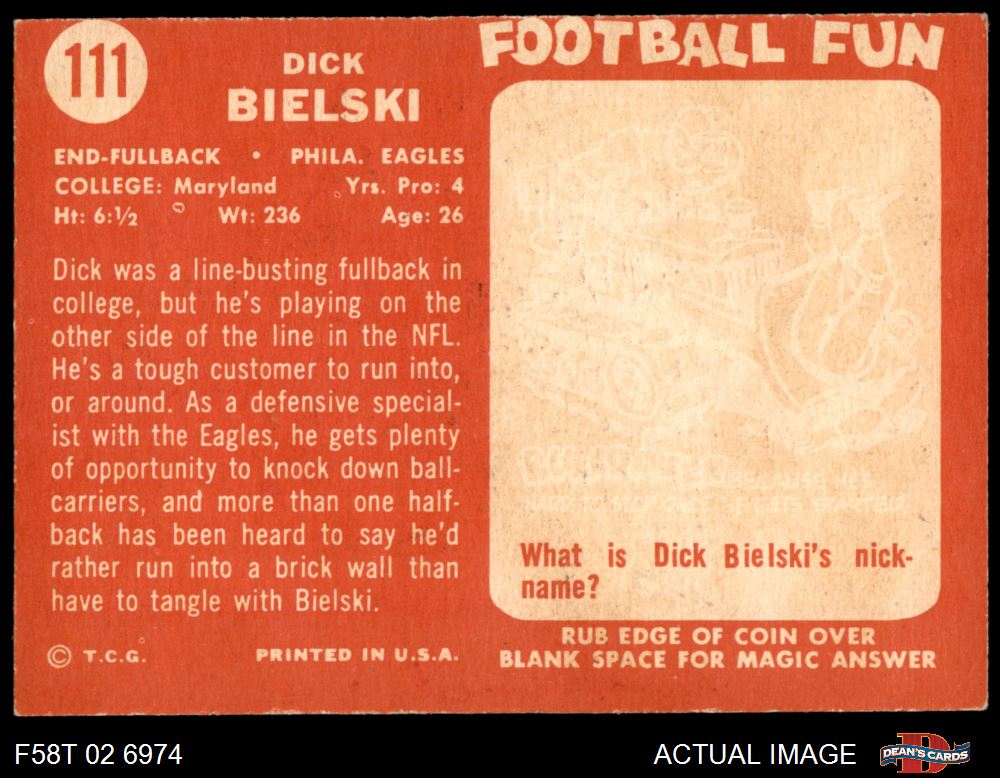 111
DICK
BIELSKI
END-FULLBACK • PHILA. EAGLES
COLLEGE: Maryland Yrs. Pro: 4
Ht: 6:½ Wt: 236 Age: 26
Dick was a line-busting fullback in
college, but he's playing on the
other side of the line in the NFL.
He's a tough customer to run into,
or around. As a defensive special-
ist with the Eagles, he gets plenty
of opportunity to knock down ball-
carriers, and more than one half-
back has been heard to say he'd
rather run into a brick wall than
have to tangle with Bielski.
© T.C.G. PRINTED IN U.S.A.
FOOTBALL FUN
BECAUSE HE'S
What is Dick Bielski's nick-
name?
RUB EDGE OF COIN OVER
BLANK SPACE FOR MAGIC ANSWER
F58T 02 6974
ACTUAL IMAGE
DEAN'S CARDS